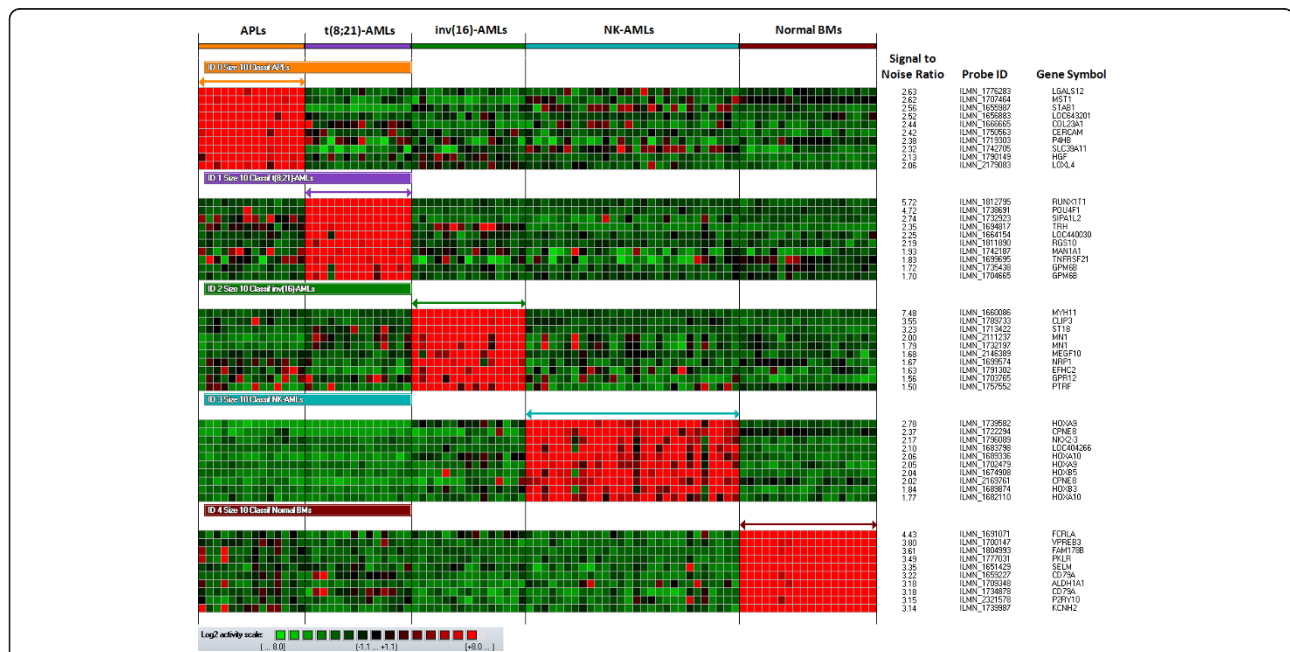 APLs t(8;21)-AMLs inv(16)-AMLs NK-AMLs Normal BMs
Signal to Noise Ratio Probe ID Gene Symbol
ID 0 Size 10 Classif APLs
2.63 ILMN_1776283 LGALS12
2.62 ILMN_1707464 MST1
2.56 ILMN_1655987 STAB1
2.52 ILMN_1656883 LOC643201
2.44 ILMN_1666665 COL23A1
2.42 ILMN_1750563 CERCAM
2.38 ILMN_1719303 P4HB
2.32 ILMN_1742705 SLC39A11
2.13 ILMN_1790149 HGF
2.06 ILMN_2179083 LOXL4
ID 1 Size 10 Classif t(8;21)-AMLs
5.72 ILMN_1812795 RUNX1T1
4.72 ILMN_1738691 POU4F1
2.74 ILMN_1732923 SIPA1L2
2.35 ILMN_1694817 TRH
2.25 ILMN_1664154 LOC440030
2.19 ILMN_1811890 RGS10
1.93 ILMN_1742187 MAN1A1
1.83 ILMN_1699695 TNFRSF21
1.72 ILMN_1735438 GPM6B
1.70 ILMN_1704665 GPM6B
ID 2 Size 10 Classif inv(16)-AMLs
7.48 ILMN_1660086 MYH11
3.55 ILMN_1789733 CLIP3
3.23 ILMN_1713422 ST18
2.00 ILMN_2111237 MN1
1.79 ILMN_1732197 MN1
1.68 ILMN_2146389 MEGF10
1.67 ILMN_1699574 NRP1
1.63 ILMN_1791302 EFHC2
1.56 ILMN_1703765 GPR12
1.50 ILMN_1757552 PTRF
ID 3 Size 10 Classif NK-AMLs
2.78 ILMN_1739582 HOXA9
2.37 ILMN_1722294 CPNE8
2.17 ILMN_1796089 NKX2-3
2.10 ILMN_1683798 LOC404266
2.06 ILMN_1689336 HOXA10
2.05 ILMN_1702479 HOXA9
2.04 ILMN_1674908 HOXB5
2.02 ILMN_2169761 CPNE8
1.84 ILMN_1689874 HOXB3
1.77 ILMN_1682110 HOXA10
ID 4 Size 10 Classif Normal BMs
4.43 ILMN_1691071 FCRLA
3.80 ILMN_1700147 VPREB3
3.61 ILMN_1804993 FAM178B
3.49 ILMN_1777031 PKLR
3.35 ILMN_1651429 SELM
3.22 ILMN_1659227 CD79A
3.18 ILMN_1709348 ALDH1A1
3.18 ILMN_1734878 CD79A
3.15 ILMN_2321578 P2RY10
3.14 ILMN_1739987 KCNH2
Log2 activity scale:
[... 8.0] (-1.1 ... +1.1) [+8.0 ... )